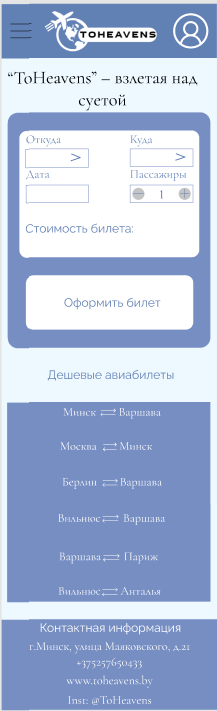 TOHEAVENS
“ToHeavens” – взлетая над
суетой
Откуда
Куда
>
>
Дата
Пассажиры
1
Стоимость билета:
Оформить билет
Дешевые авиабилеты
Минск Варшава
Москва Минск
Берлин Варшава
Вильнюс Варшава
Варшава Париж
Вильнюс Анталья
Контактная информация
г.Минск, улица Маяковского, д.21
+375257650433
www.toheavens.by
Inst: @ToHeavens